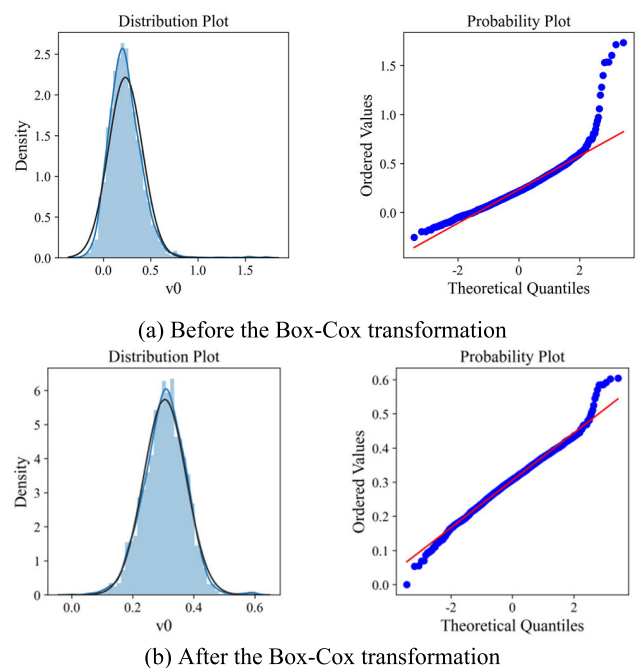 Distribution Plot
Probability Plot
2.5
2.0
1.5
1.0
0.5
0.0
Density
0.0 0.5 1.0 1.5
v0
1.5
1.0
0.5
0.0
Ordered Values
-2 0 2
Theoretical Quantiles
(a) Before the Box-Cox transformation
Distribution Plot
Probability Plot
6
5
4
3
2
1
0
Density
0.0 0.2 0.4 0.6
v0
0.6
0.5
0.4
0.3
0.2
0.1
0.0
Ordered Values
-2 0 2
Theoretical Quantiles
(b) After the Box-Cox transformation